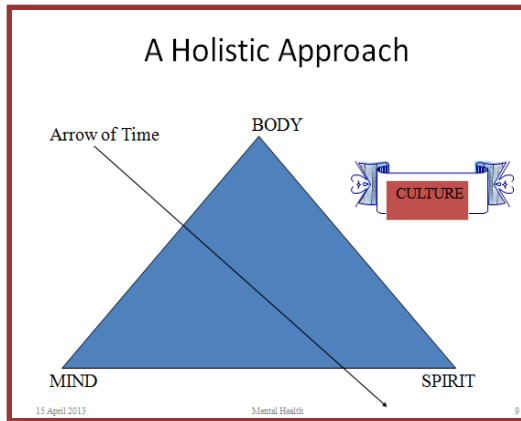 A Holistic Approach
BODY
Arrow of Time
CULTURE
MIND
SPIRIT
15 April 2013
Mental Health
9